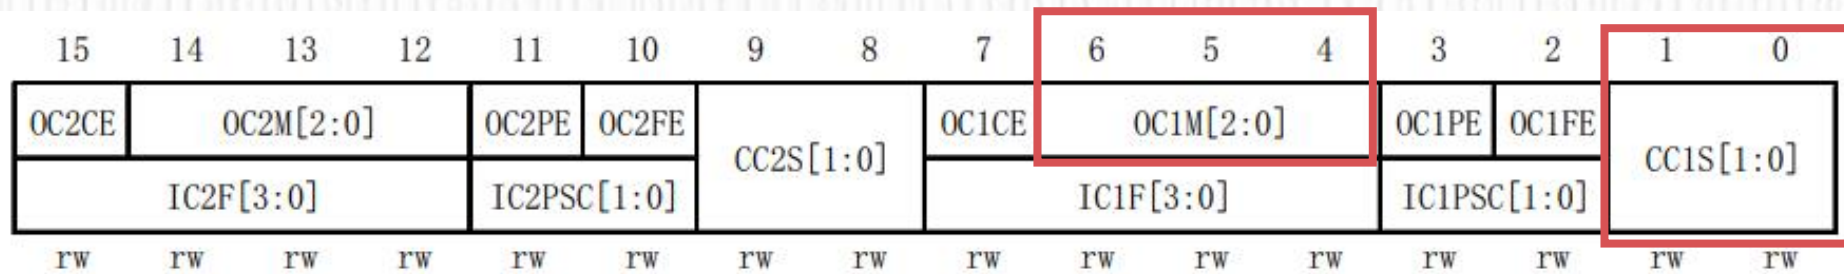 15 14 13 12 11 10 9 8 7 6 5 4 3 2 1 0
OC2CE OC2M[2:0] OC2PE OC2FE CC2S[1:0] OC1CE OC1M[2:0] OC1PE OC1FE CC1S[1:0]
IC2F[3:0] IC2PSC[1:0] IC1F[3:0] IC1PSC[1:0]
rw rw rw rw rw rw rw rw rw rw rw rw rw rw rw rw